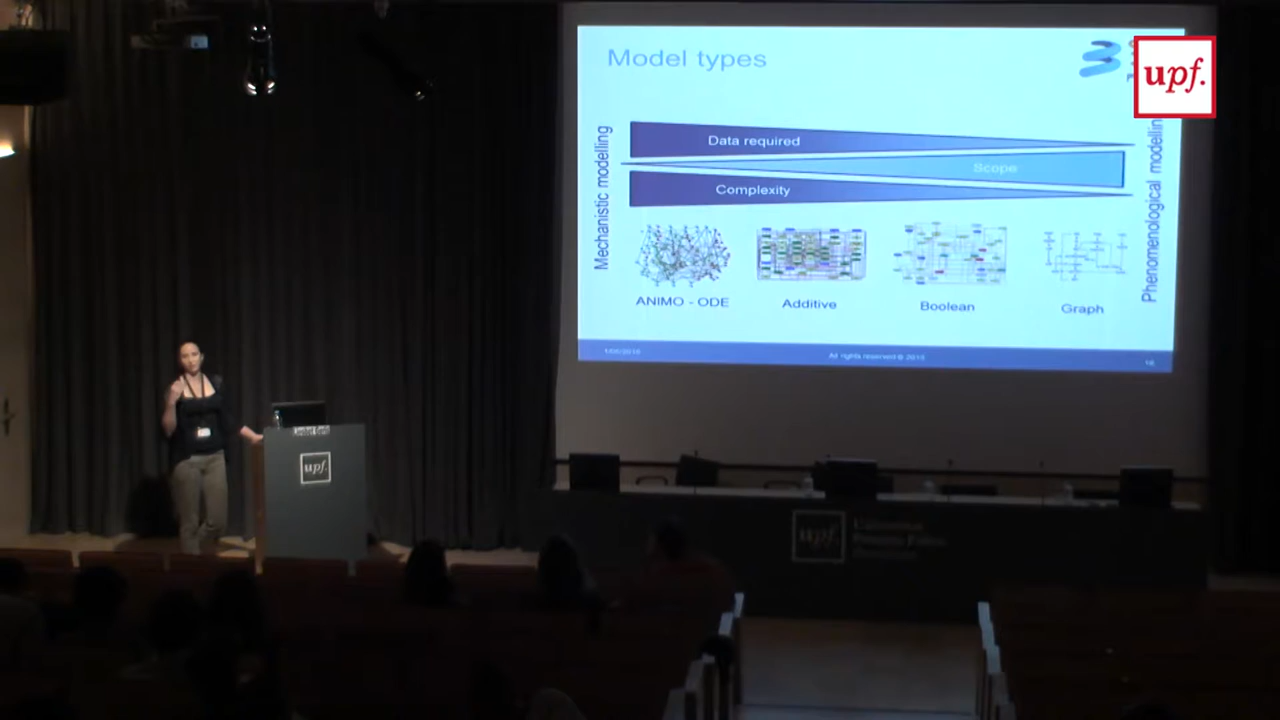 Model types
upf.
Mechanistic modelling
Data required
Scope
Complexity
Phenomenological modellin
ANIMO - ODE
Additive
Boolean
Graph
All rights reserved © 2015
upf.
upf.